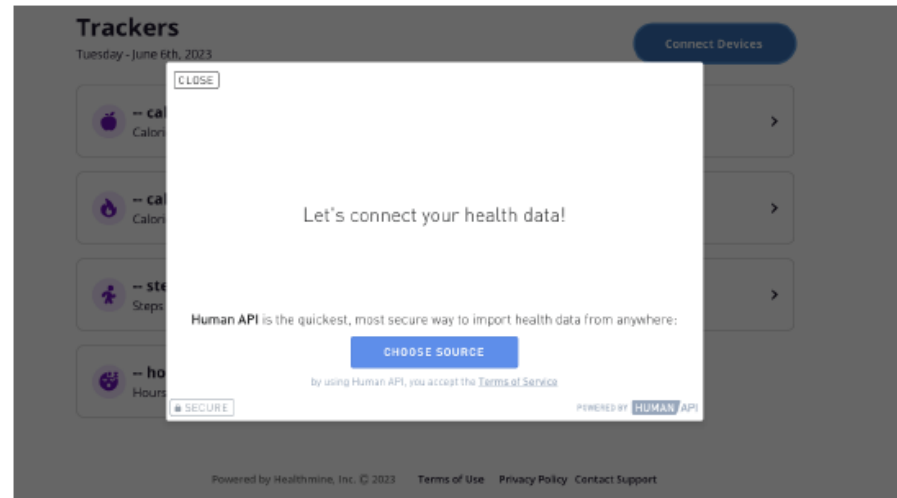 Trackers
Tuesday - June 6th, 2023
Connect Devices
CLOSE
-- cal
Calori
-- cal
Calori
-- ste
Steps
-- ho
Hours
Let's connect your health data!
Human API is the quickest, most secure way to import health data from anywhere:
CHOOSE SOURCE
by using Human API, you accept the Terms of Service
SECURE
POWERED BY HUMAN API
Powered by Healthmine, Inc. © 2023 Terms of Use Privacy Policy Contact Support